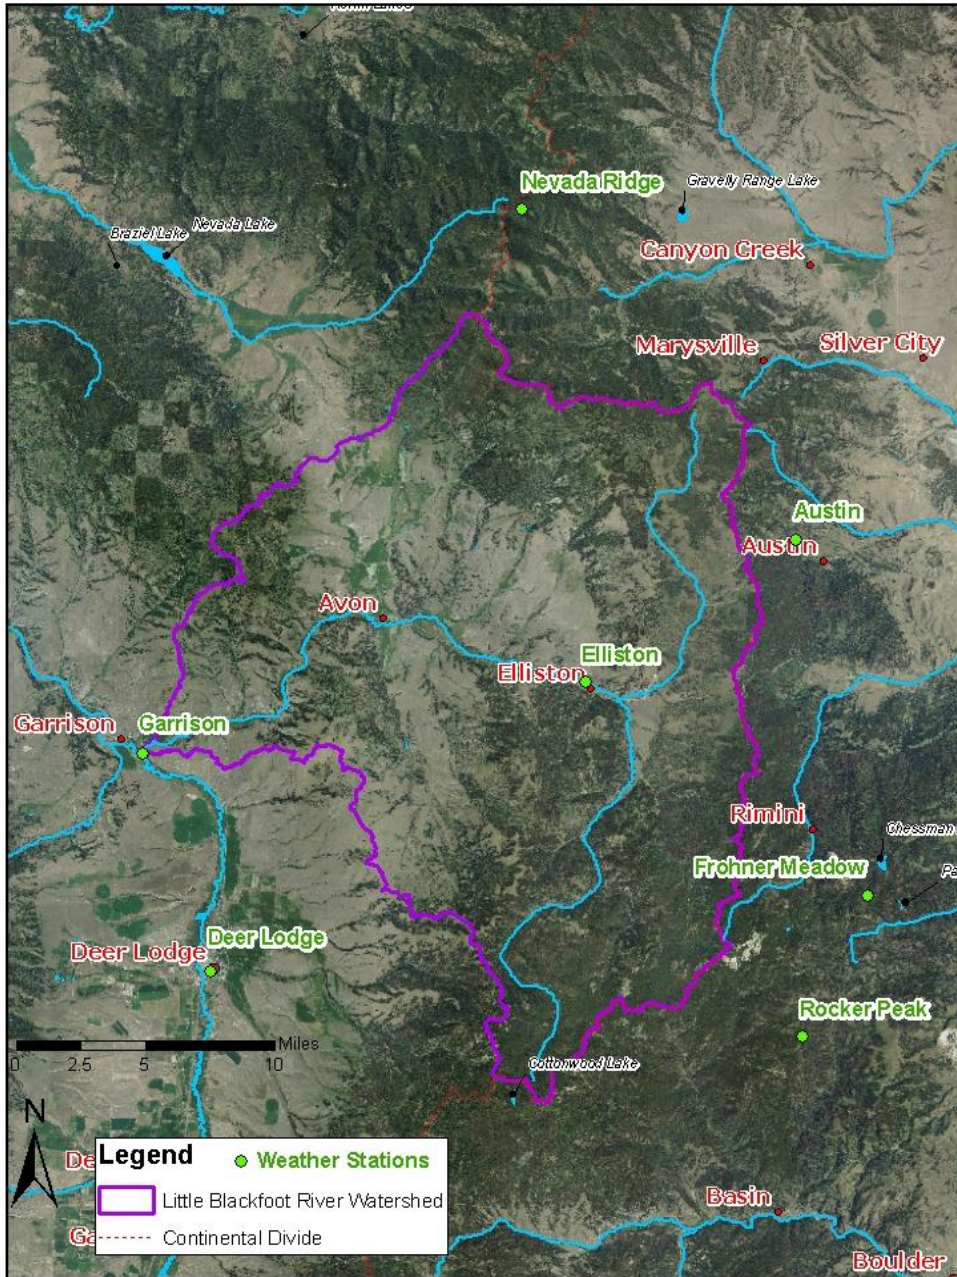 Nevada Ridge
Gravelly Range Lake
Nevada Lake
Braziel Lake
Canyon Creek
Marysville
Silver City
Austin
Austin
Avon
Elliston
Elliston
Garrison
Garrison
Rimini
Chessman
Frohner Meadow
Deer Lodge
Deer Lodge
Rocker Peak
Miles
0 2.5 5 10
Cottonwood Lake
N
Legend
Weather Stations
Little Blackfoot River Watershed
Continental Divide
Basin
Boulder